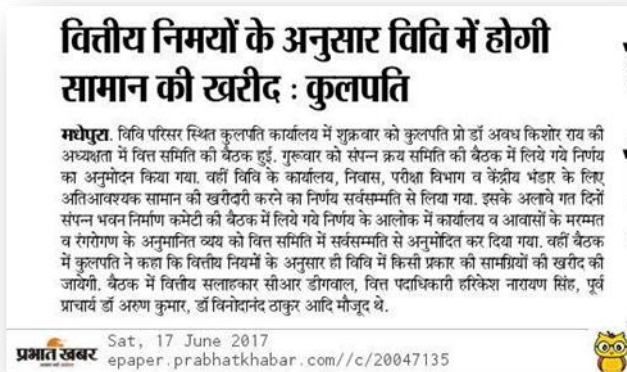 वित्तीय निमयों के अनुसार विवि में होगी
सामान की खरीद : कुलपति
मधेपुरा. विवि परिसर स्थित कुलपति कार्यालय में शुक्रवार को कुलपति प्रो डॉ अवध किशोर राय की
अध्यक्षता में वित्त समिति की बैठक हुई. गुरूवार को संपन्न क्रय समिति की बैठक में लिये गये निर्णय
का अनुमोदन किया गया. वहीं विवि के कार्यालय, निवास, परीक्षा विभाग व केंद्रीय भंडार के लिए
अतिआवश्यक सामान की खरीदारी करने का निर्णय सर्वसम्मति से लिया गया. इसके अलावे गत दिनों
संपन्न भवन निर्माण कमेटी की बैठक में लिये गये निर्णय के आलोक में कार्यालय व आवासों के मरम्मत
व रंगरोगण के अनुमानित व्यय को वित्त समिति में सर्वसम्मति से अनुमोदित कर दिया गया. वहीं बैठक
में कुलपति ने कहा कि वित्तीय नियमों के अनुसार ही विवि में किसी प्रकार की सामग्रियों की खरीद की
जायेगी. बैठक में वित्तीय सलाहकार सीआर डीगवाल, वित्त पदाधिकारी हरिकेश नारायण सिंह, पूर्व
प्राचार्य डॉ अरुण कुमार, डॉ विनोदानंद ठाकुर आदि मौजूद थे.
प्रभात खबर
Sat, 17 June 2017
epaper.prabhatkhabar.com//c/20047135